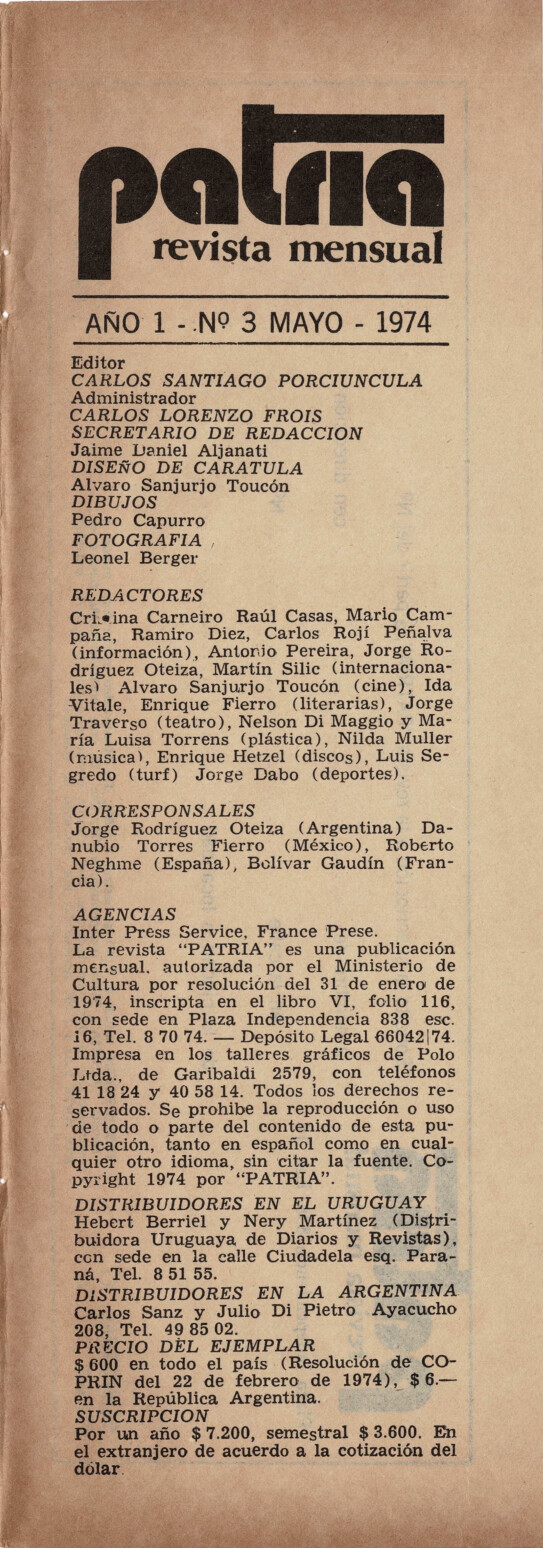 patria
revista mensual
AÑO 1 - .Nº 3 MAYO - 1974
Editor
CARLOS SANTIAGO PORCIUNCULA
Administrador
CARLOS LORENZO FROIS
SECRETARIO DE REDACCION
Jaime Daniel Aljanati
DISEÑO DE CARATULA
Alvaro Sanjurjo Toucón
DIBUJOS
Pedro Capurro
FOTOGRAFIA
Leonel Berger
REDACTORES
Carneiro Raúl Casas, Mario Cam-
paña, Ramiro Diez, Carlos Rojí Peñalva
(información), Antonio Pereira, Jorge Ro-
dríguez Oteiza, Martín Silic (internaciona-
les) Alvaro Sanjurjo Toucón (cine), Ida
Vitale, Enrique Fierro (literarias), Jorge
Traverso (teatro), Nelson Di Maggio y Ma-
ría Luisa Torrens (plástica), Nilda Muller
(música), Enrique Hetzel (discos), Luis Se-
gredo (turf) Jorge Dabo (deportes).
CORRESPONSALES
Jorge Rodríguez Oteiza (Argentina) Da-
nubio Torres Fierro (México), Roberto
Neghme (España), Bolívar Gaudín (Fran-
cia).
AGENCIAS
Inter Press Service, France Prese.
La revista “PATRIA” es una publicación
mensual. autorizada por el Ministerio de
Cultura por resolución del 31 de enero de
1974, inscripta en el libro VI, folio 116,
con sede en Plaza Independencia 838 esc.
16, Tel. 8 70 74. — Depósito Legal 66042|74.
Impresa en los talleres gráficos de Polo
Ltda., de Garibaldi 2579, con teléfonos
41 18 24 y 40 58 14. Todos los derechos re-
servados. Se prohibe la reproducción o uso
de todo o parte del contenido de esta pu-
blicación, tanto en español como en cual-
quier otro idioma, sin citar la fuente. Co-
pyright 1974 por “PATRIA”.
DISTRIBUIDORES EN EL URUGUAY
Hebert Berriel y Nery Martínez (Distri-
buidora Uruguaya de Diarios y Revistas),
con sede en la calle Ciudadela esq. Para-
ná, Tel. 8 51 55.
DISTRIBUIDORES EN LA ARGENTINA
Carlos Sanz y Julio Di Pietro Ayacucho
208, Tel. 49 85 02.
PRECIO DEL EJEMPLAR
$ 600 en todo el país (Resolución de CO-
PRIN del 22 de febrero de 1974), $ 6.—
en la República Argentina.
SUSCRIPCION
Por un año $ 7.200, semestral $ 3.600. En
el extranjero de acuerdo a la cotización del
dólar.